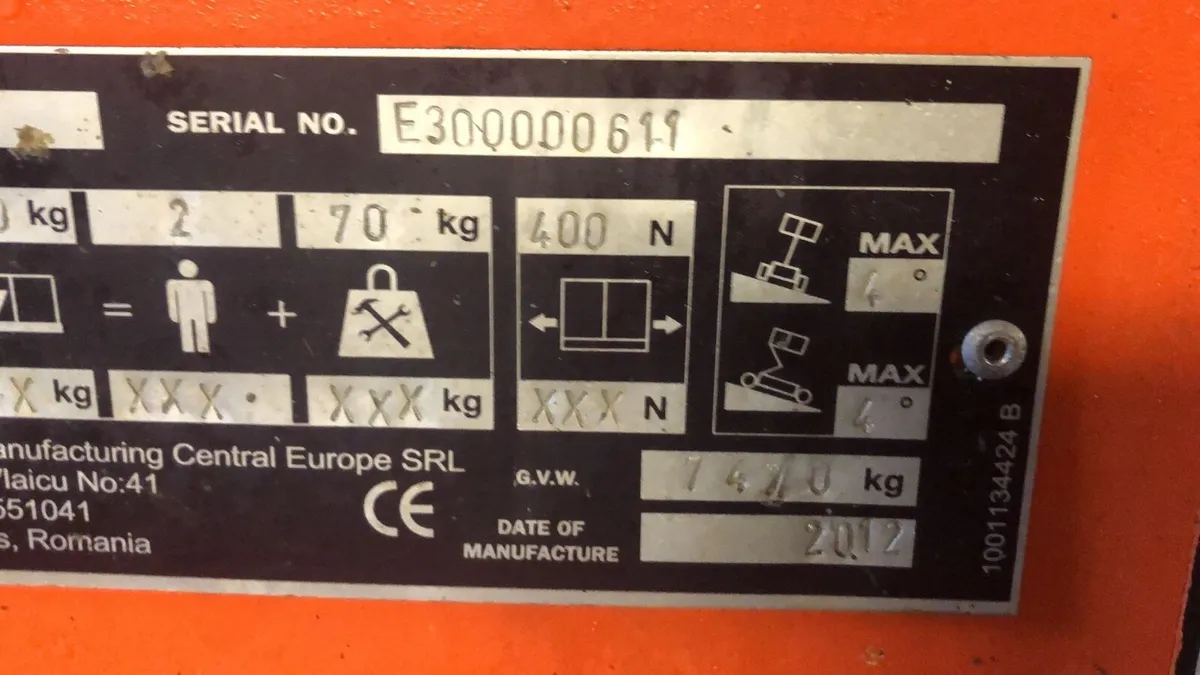 SERIAL NO. E300000611
kg 2 70 kg 400 N
MAX
4°
= +
MAX
4°
X kg XXX XXX kg XXX N
anufacturing Central Europe SRL
laicu No:41
551041
s, Romania
CE
G.V.W. kg
DATE OF
MANUFACTURE 2012
1001134424 B